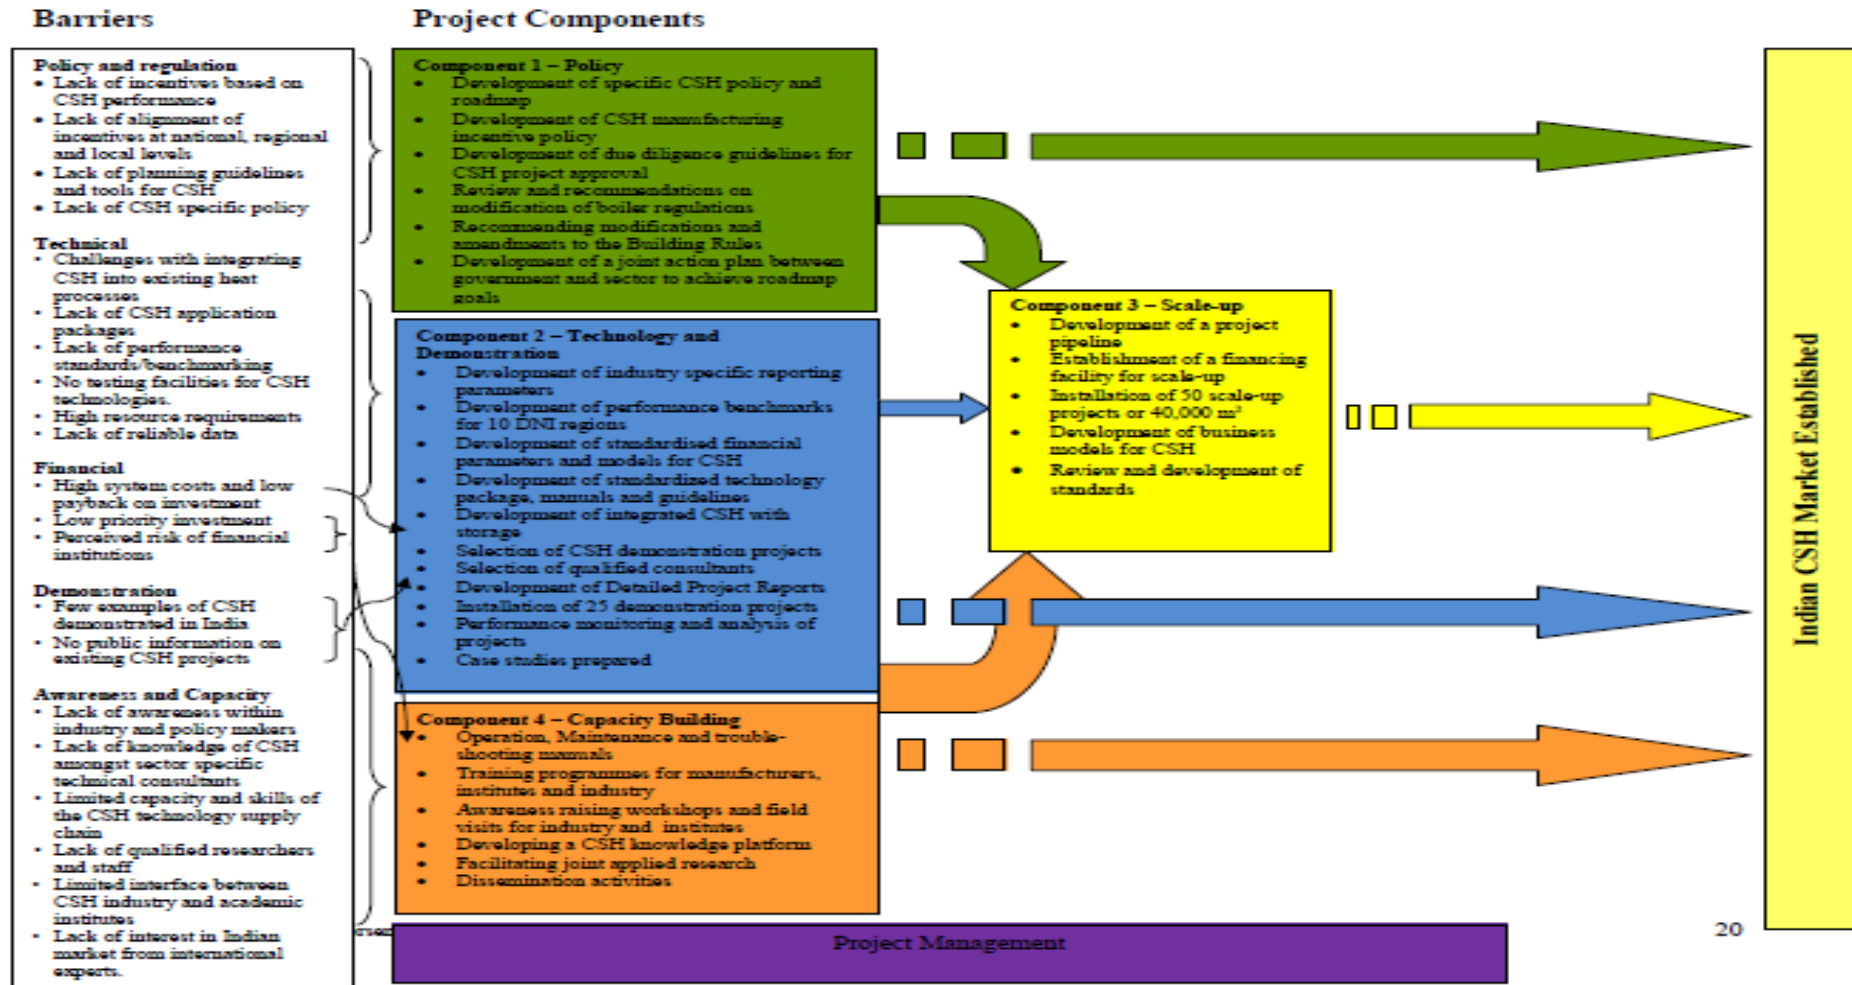 Barriers
Policy and regulation
• Lack of incentives based on
CSH performance
• Lack of alignment of
incentives at national, regional
and local levels
• Lack of planning guidelines
and tools for CSH
• Lack of CSH specific policy
Technical
• Challenges with integrating
CSH into existing heat
processes
• Lack of CSH application
packages
• Lack of performance
standards/benchmarking
• No testing facilities for CSH
technologies.
• High resource requirements
• Lack of reliable data
Financial
• High system costs and low
payback on investment
• Low priority investment
• Perceived risk of financial
institutions
Demonstration
• Few examples of CSH
demonstrated in India
• No public information on
existing CSH projects
Awareness and Capacity
• Lack of awareness within
industry and policy makers
• Lack of knowledge of CSH
amongst sector specific
technical consultants
• Limited capacity and skills of
the CSH technology supply
chain
• Lack of qualified researchers
and staff
• Limited interface between
CSH industry and academic
institutes
• Lack of interest in Indian
market from international
experts.
Project Components
Component 1 – Policy
• Development of specific CSH policy and
roadmap
• Development of CSH manufacturing
incentive policy
• Development of due diligence guidelines for
CSH project approval
• Review and recommendations on
modification of boiler regulations
• Recommending modifications and
amendments to the Building Rules
• Development of a joint action plan between
government and sector to achieve roadmap
goals
Component 2 – Technology and
Demonstration
• Development of industry specific reporting
parameters
• Development of performance benchmarks
for 10 DNI regions
• Development of standardised financial
parameters and models for CSH
• Development of standardized technology
package, manuals and guidelines
• Development of integrated CSH with
storage
• Selection of CSH demonstration projects
• Selection of qualified consultants
• Development of Detailed Project Reports
• Installation of 25 demonstration projects
• Performance monitoring and analysis of
projects
• Case studies prepared
Component 4 – Capacity Building
• Operation, Maintenance and trouble-
shooting manuals
• Training programmes for manufacturers,
institutes and industry
• Awareness raising workshops and field
visits for industry and institutes
• Developing a CSH knowledge platform
• Facilitating joint applied research
• Dissemination activities
Component 3 – Scale-up
• Development of a project
pipeline
• Establishment of a financing
facility for scale-up
• Installation of 50 scale-up
projects or 40,000 m²
• Development of business
models for CSH
• Review and development of
standards
Indian CSH Market Established
Project Management
20